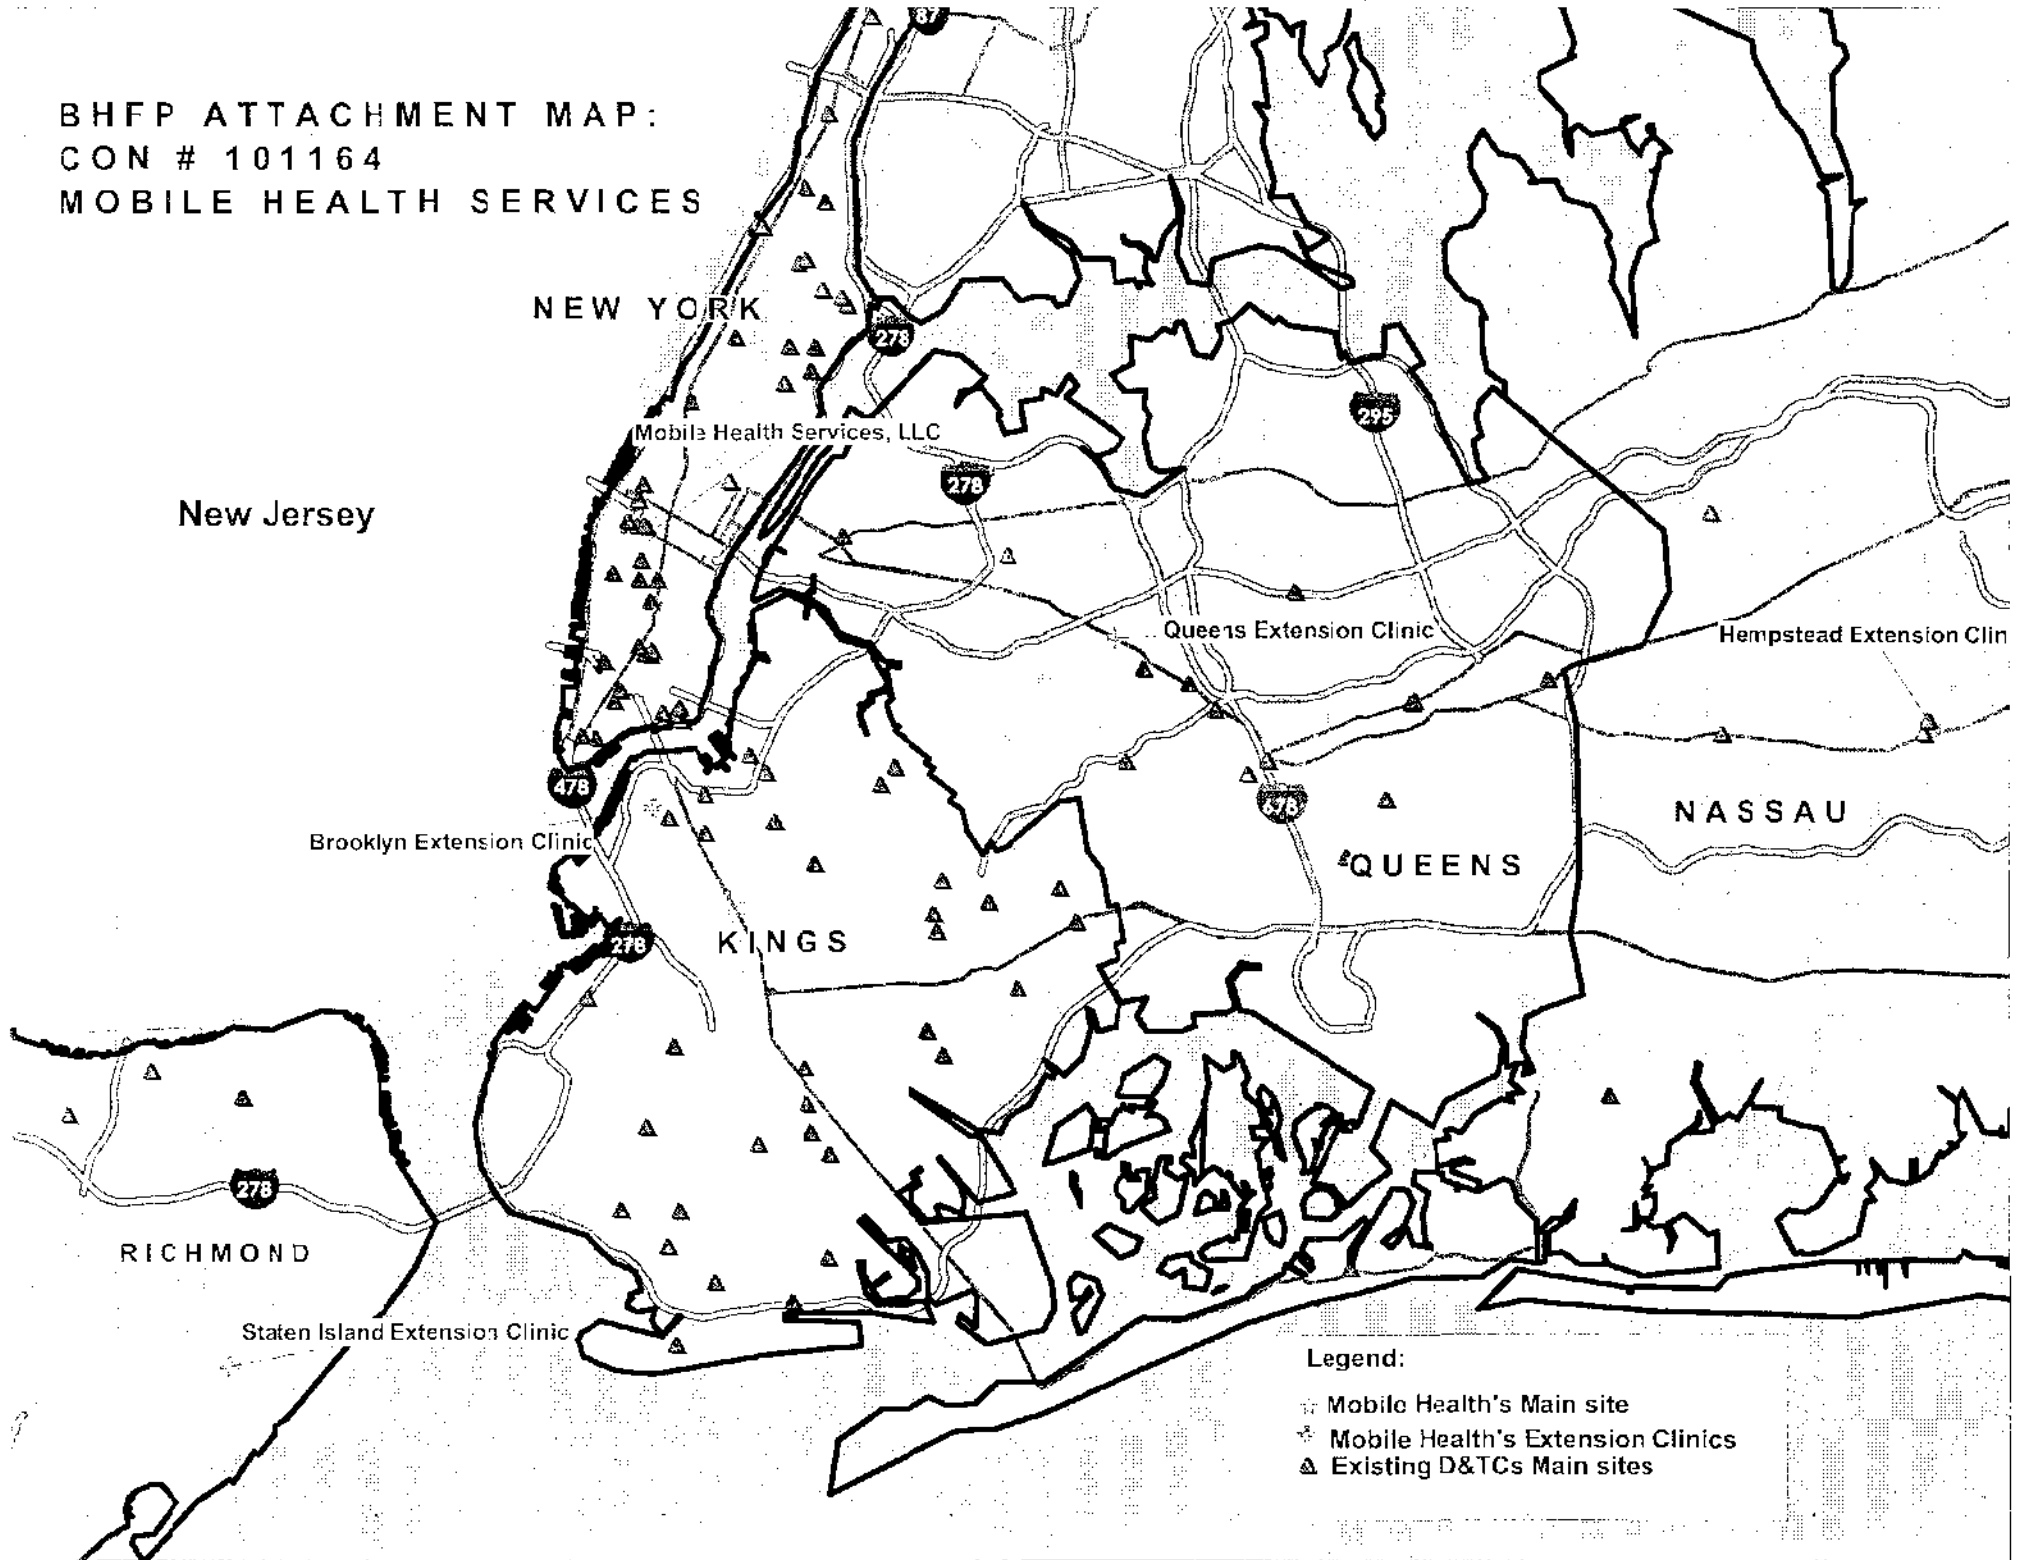 87
BHFP ATTACHMENT MAP:
CON # 101164
MOBILE HEALTH SERVICES
NEW YORK
278
295
Mobile Health Services, LLC
278
New Jersey
Queens Extension Clinic
Hempstead Extension Clin
478
678
NASSAU
Brooklyn Extension Clinic
QUEENS
278
KINGS
278
RICHMOND
Staten Island Extension Clinic
Legend:
Mobile Health's Main site
Mobile Health's Extension Clinics
Existing D&TCs Main sites